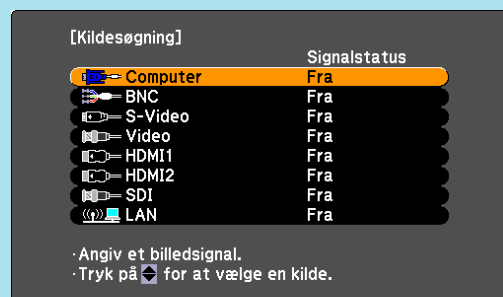 [Kildesøgning]
Signalstatus
Computer Fra
BNC Fra
S-Video Fra
Video Fra
HDMI1 Fra
HDMI2 Fra
SDI Fra
LAN Fra
·Angiv et billedsignal.
·Tryk på for at vælge en kilde.